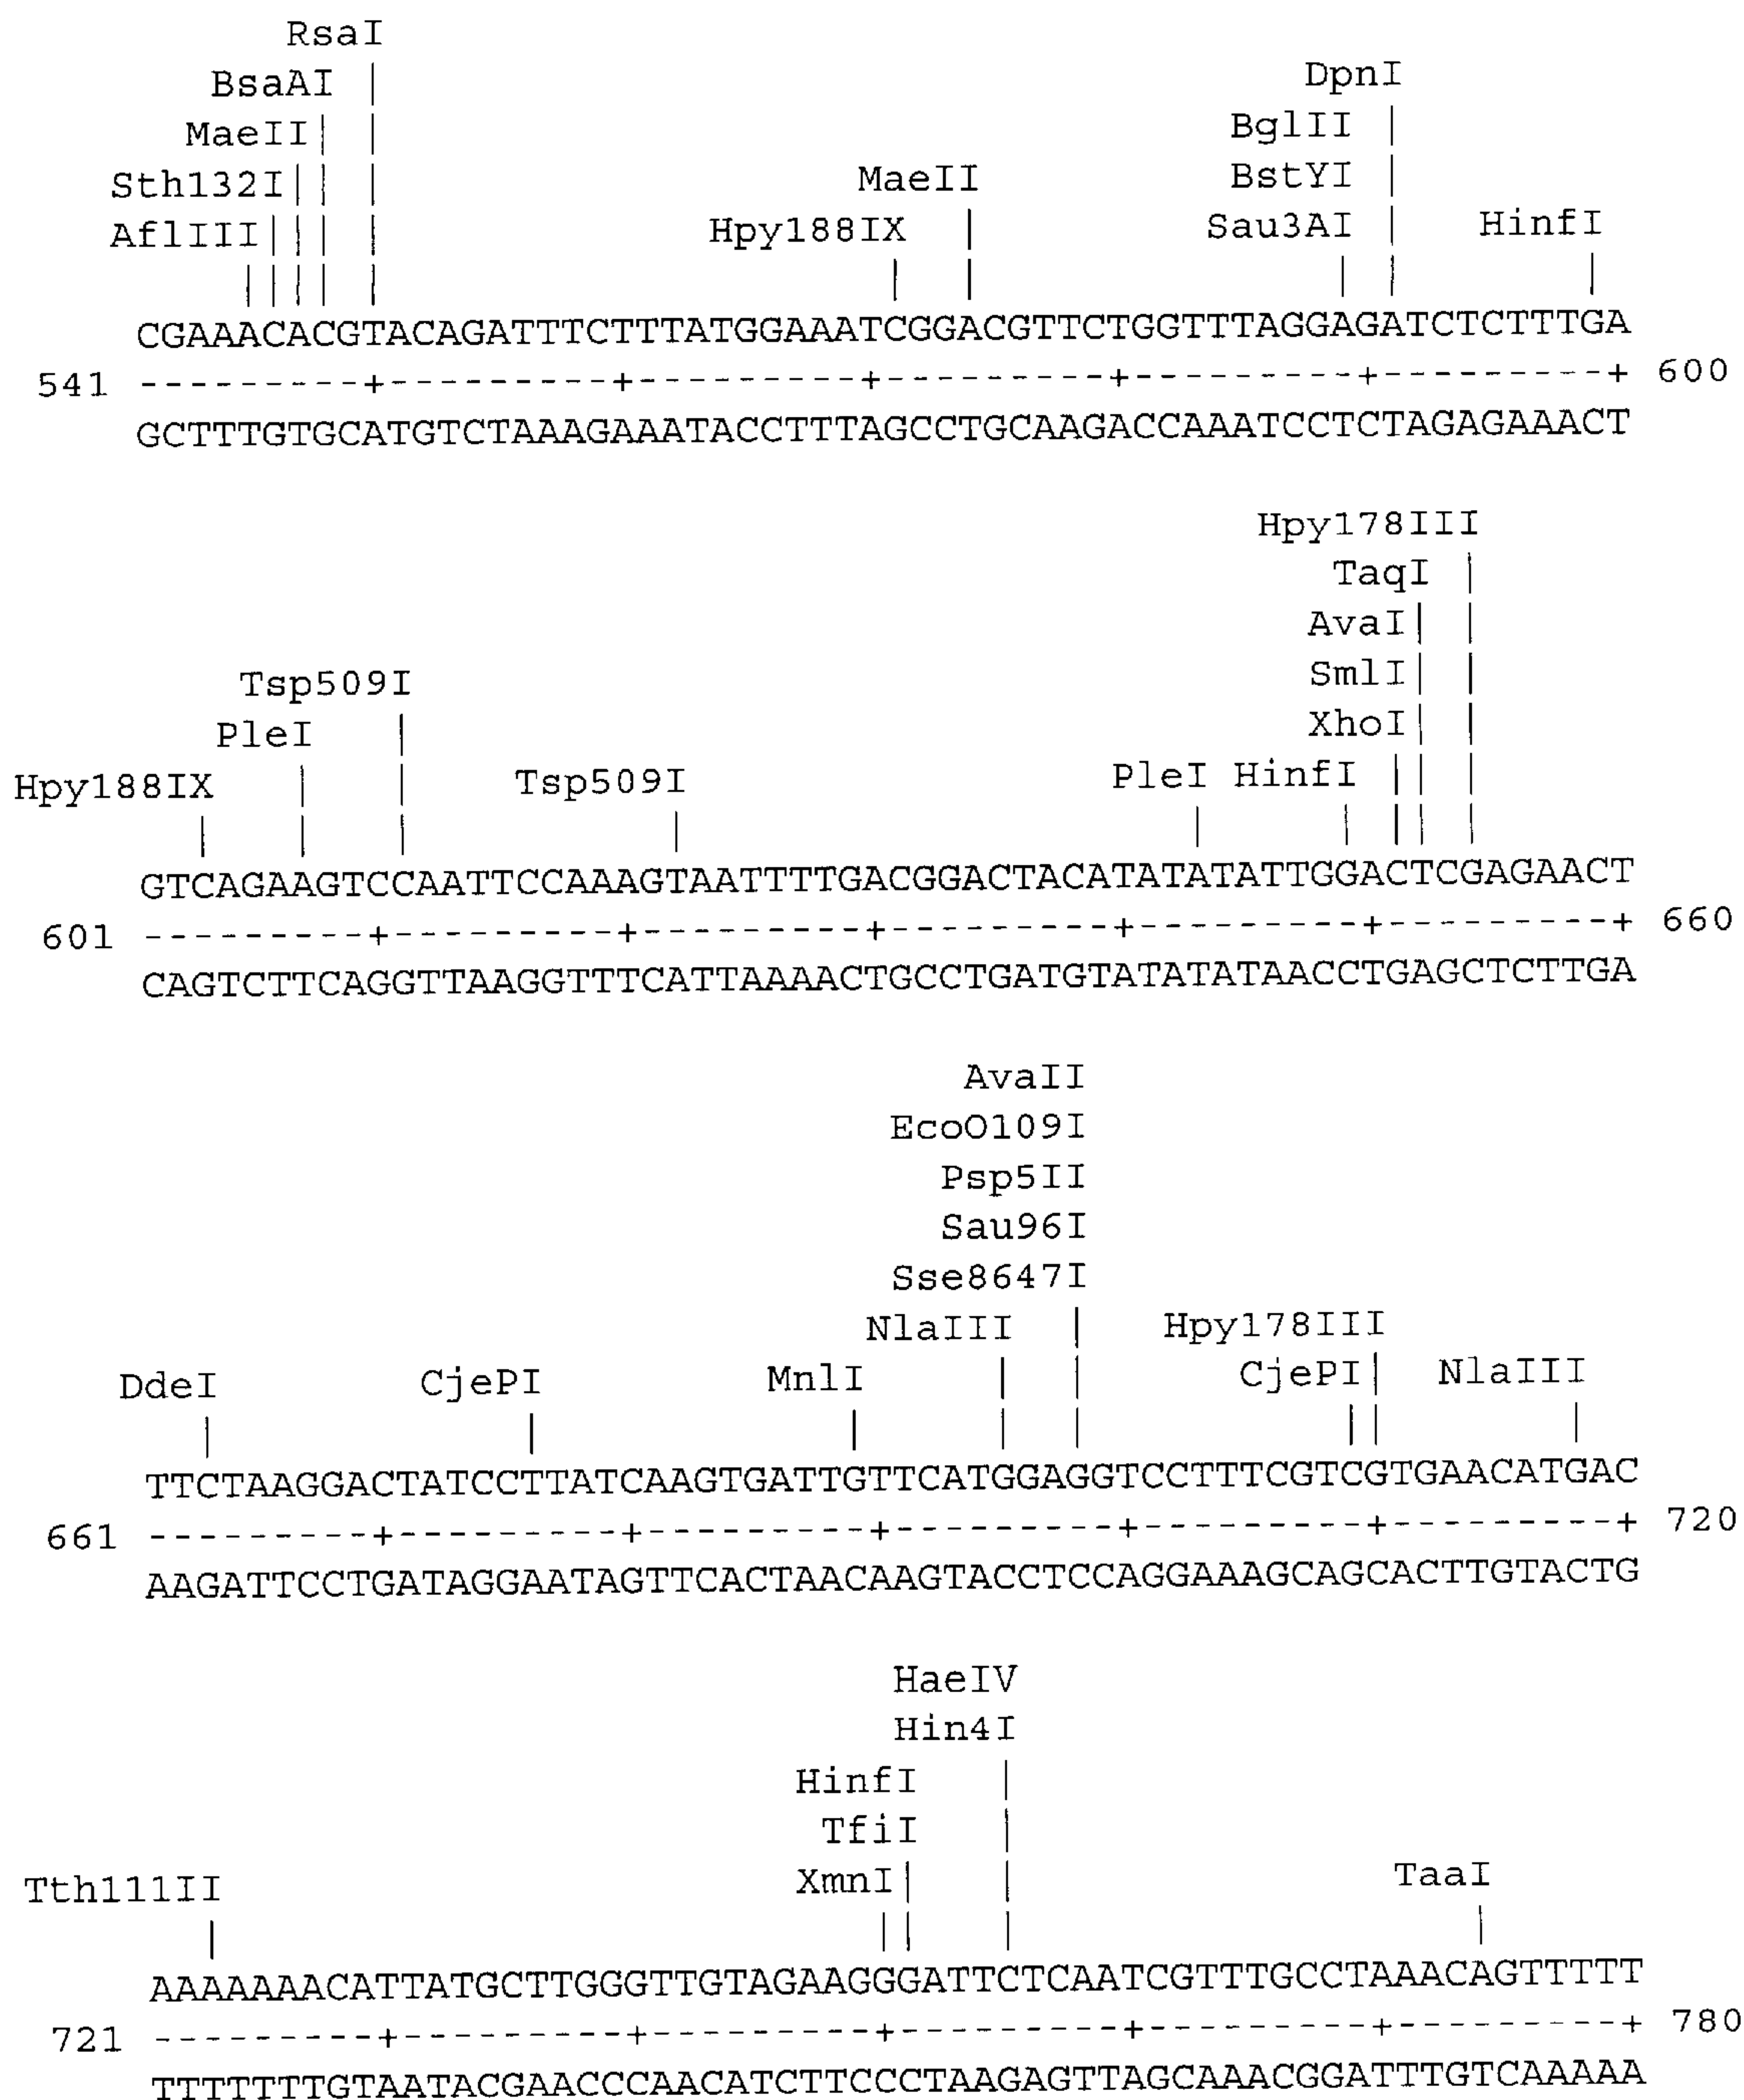 RsaI
BsaAI | DpnI
MaeII| | BglII |
Sth132I| | | MaeII BstYI |
AflIII| | | | Hpy188IX | Sau3AI | HinfI
| | | | | | | | | |
CGAAACACGTACAGATTTCTTTATGGAAATCGGACGTTCTGGTTTAGGAGATCTCTTTGA
541 ---------+---------+---------+---------+---------+---------+ 600
GCTTTGTGCATGTCTAAAGAAATACCTTTAGCCTGCAAGACCAAATCCTCTAGAGAAACT
Hpy178III
TaqI |
AvaI| |
Tsp509I SmlI| |
PleI | XhoI| |
Hpy188IX | | Tsp509I PleI HinfI | | |
| | | | | | | | |
GTCAGAAGTCCAATTCCAAAGTAATTTTGACGGACTACATATATATTGGACTCGAGAACT
601 ---------+---------+---------+---------+---------+---------+ 660
CAGTCTTCAGGTTAAGGTTTCATTAAAACTGCCTGATGTATATATAACCTGAGCTCTTGA
AvaII
EcoO109I
Psp5II
Sau96I
Sse8647I
NlaIII | Hpy178III
DdeI CjePI MnlI | | CjePI| NlaIII
| | | | | | | |
TTCTAAGGACTATCCTTATCAAGTGATTGTTCATGGAGGTCCTTTCGTCGTGAACATGAC
661 ---------+---------+---------+---------+---------+---------+ 720
AAGATTCCTGATAGGAATAGTTCACTAACAAGTACCTCCAGGAAAGCAGCACTTGTACTG
HaeIV
Hin4I
HinfI |
TfiI |
Tth111II XmnI| | TaaI
| | | | |
AAAAAAACATTATGCTTGGGTTGTAGAAGGGATTCTCAATCGTTTGCCTAAACAGTTTTT
721 ---------+---------+---------+---------+---------+---------+ 780
TTTTTTTGTAATACGAACCCAACATCTTCCCTAAGAGTTAGCAAACGGATTTGTCAAAAA